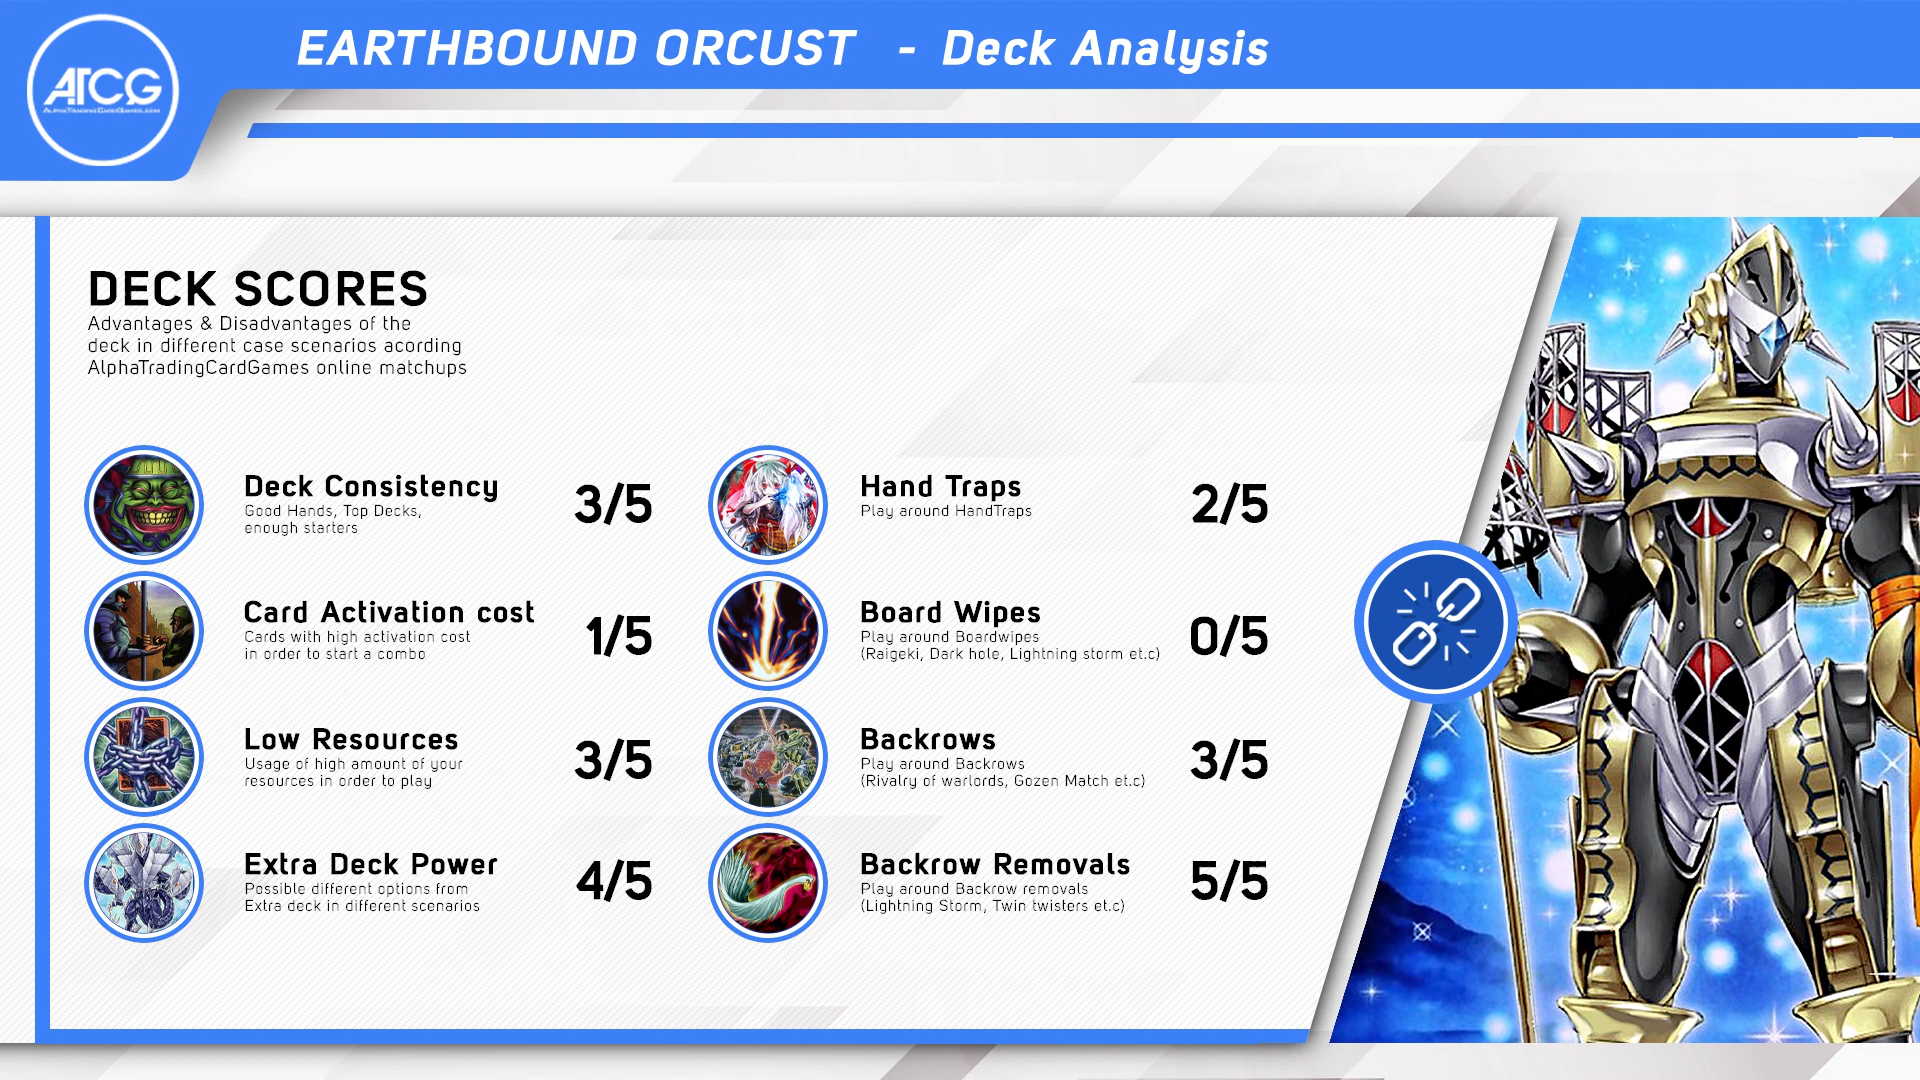 EARTHBOUND ORCUST - Deck Analysis
ATCG
AlphaTradingCardGames.com
DECK SCORES
Advantages & Disadvantages of the
deck in different case scenarios acording
AlphaTradingCardGames online matchups
Deck Consistency
Good Hands, Top Decks,
enough starters
3/5
Card Activation cost
Cards with high activation cost
in order to start a combo
1/5
Low Resources
Usage of high amount of your
resources in order to play
3/5
Extra Deck Power
Possible different options from
Extra deck in different scenarios
4/5
Hand Traps
Play around HandTraps
2/5
Board Wipes
Play around Boardwipes
(Raigeki, Dark hole, Lightning storm et.c)
0/5
Backrows
Play around Backrows
(Rivalry of warlords, Gozen Match et.c)
3/5
Backrow Removals
Play around Backrow removals
(Lightning Storm, Twin twisters et.c)
5/5